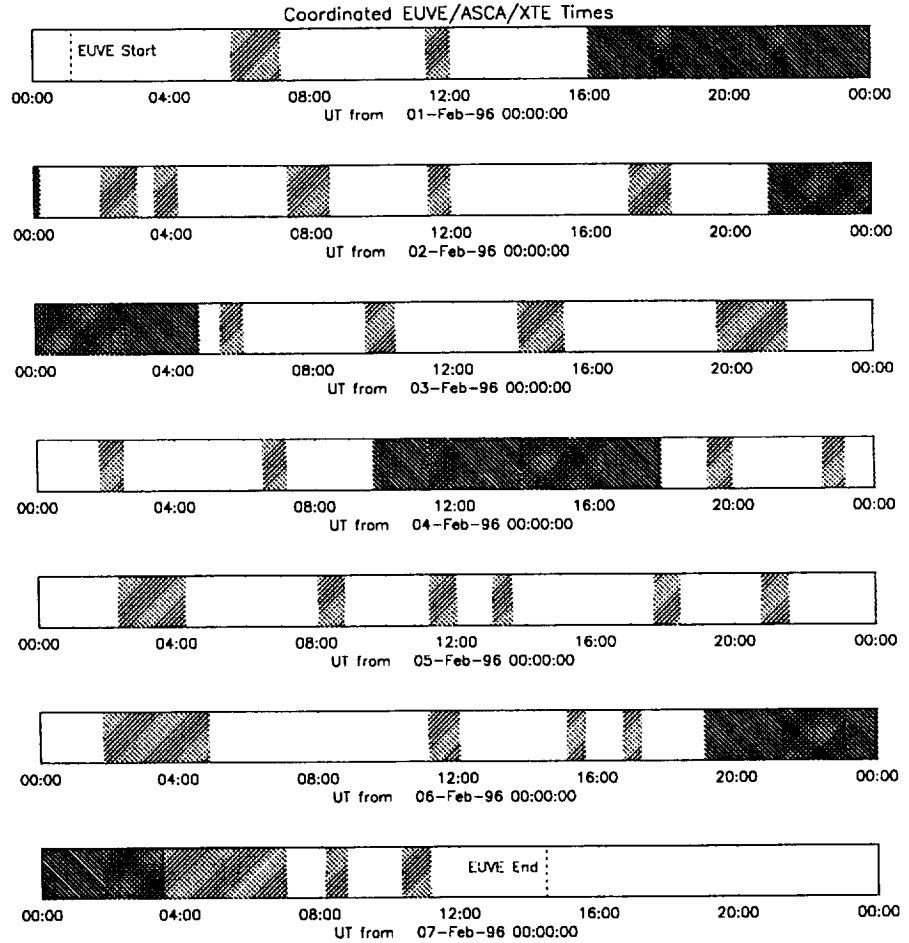 Coordinated EUVE/ASCA/XTE Times
EUVE Start
00:00 04:00 08:00 12:00 16:00 20:00 00:00
UT from 01-Feb-96 00:00:00
00:00 04:00 08:00 12:00 16:00 20:00 00:00
UT from 02-Feb-96 00:00:00
00:00 04:00 08:00 12:00 16:00 20:00 00:00
UT from 03-Feb-96 00:00:00
00:00 04:00 08:00 12:00 16:00 20:00 00:00
UT from 04-Feb-96 00:00:00
00:00 04:00 08:00 12:00 16:00 20:00 00:00
UT from 05-Feb-96 00:00:00
00:00 04:00 08:00 12:00 16:00 20:00 00:00
UT from 06-Feb-96 00:00:00
EUVE End
00:00 04:00 08:00 12:00 16:00 20:00 00:00
UT from 07-Feb-96 00:00:00